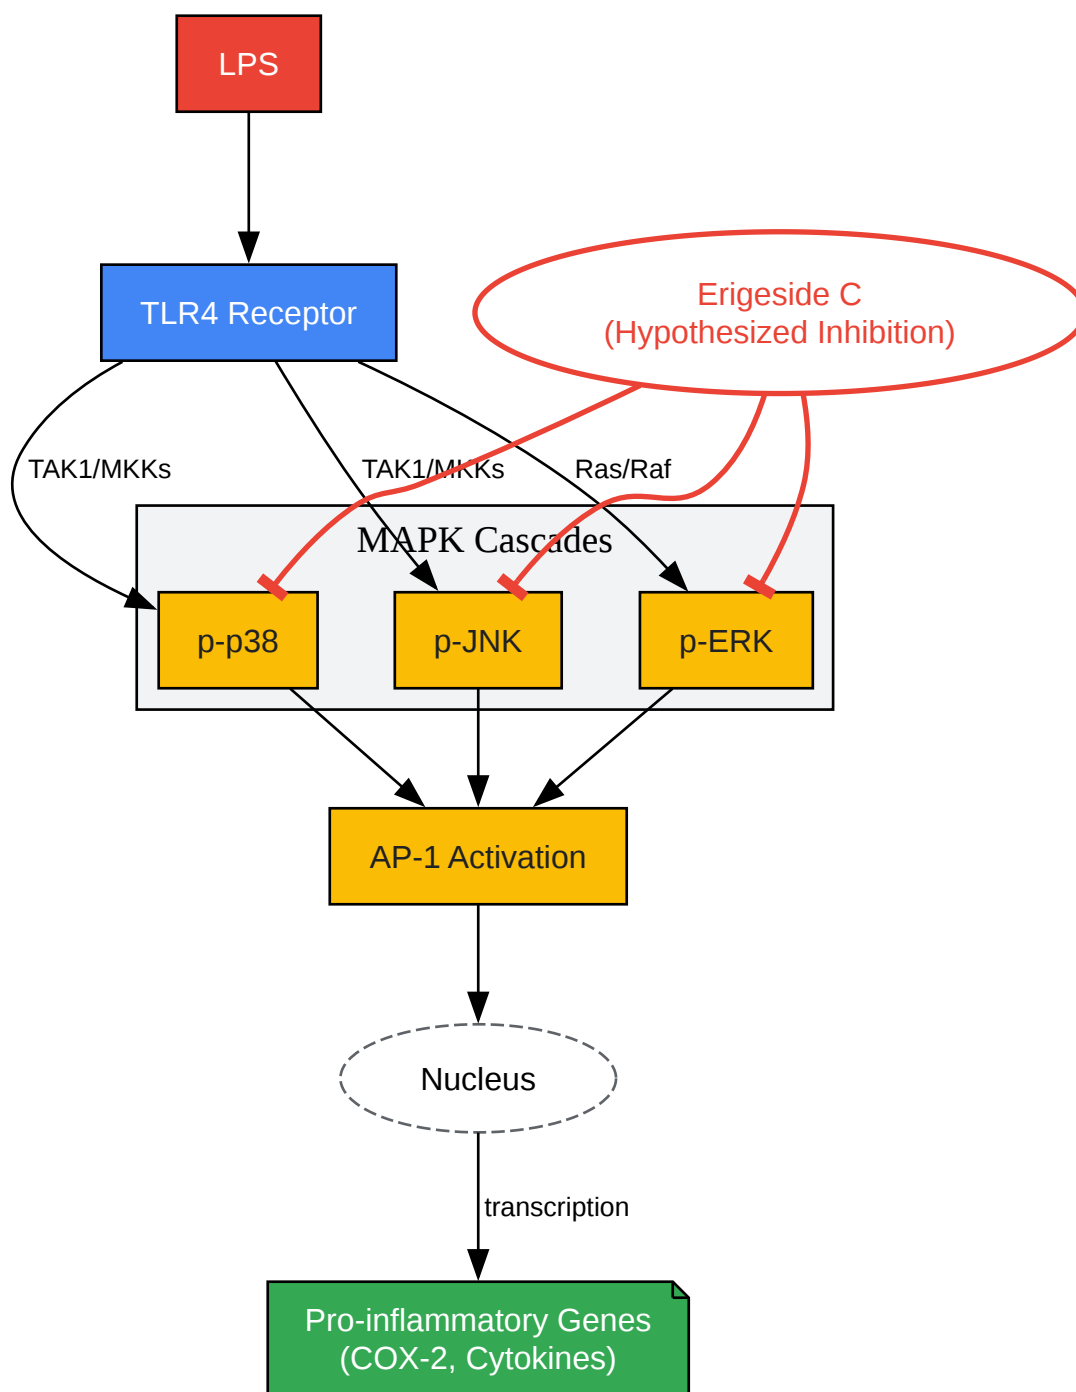 LPS
TLR4 Receptor
Erigeside C
(Hypothesized Inhibition)
TAK1/MKKs
TAK1/MKKs
Ras/Raf
MAPK Cascades
p-p38
p-JNK
p-ERK
AP-1 Activation
Nucleus
transcription
Pro-inflammatory Genes
(COX-2, Cytokines)